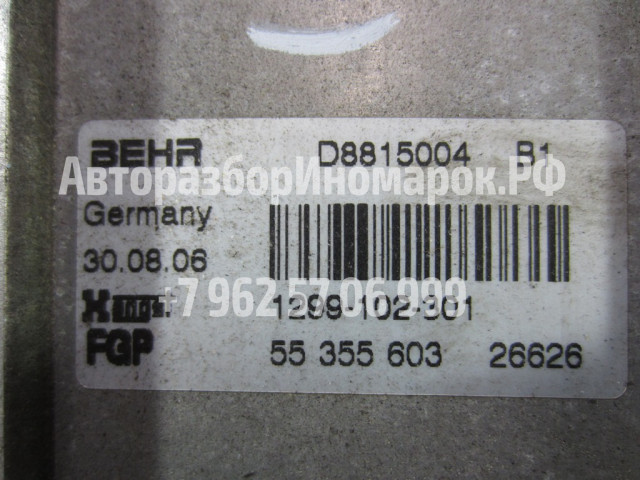 BEHR D8815004 B1
АвторазборИномарок.РФ
Germany
30.08.06
+7 962 57 06 999
1299-102-301
FGP 55 355 603 26626